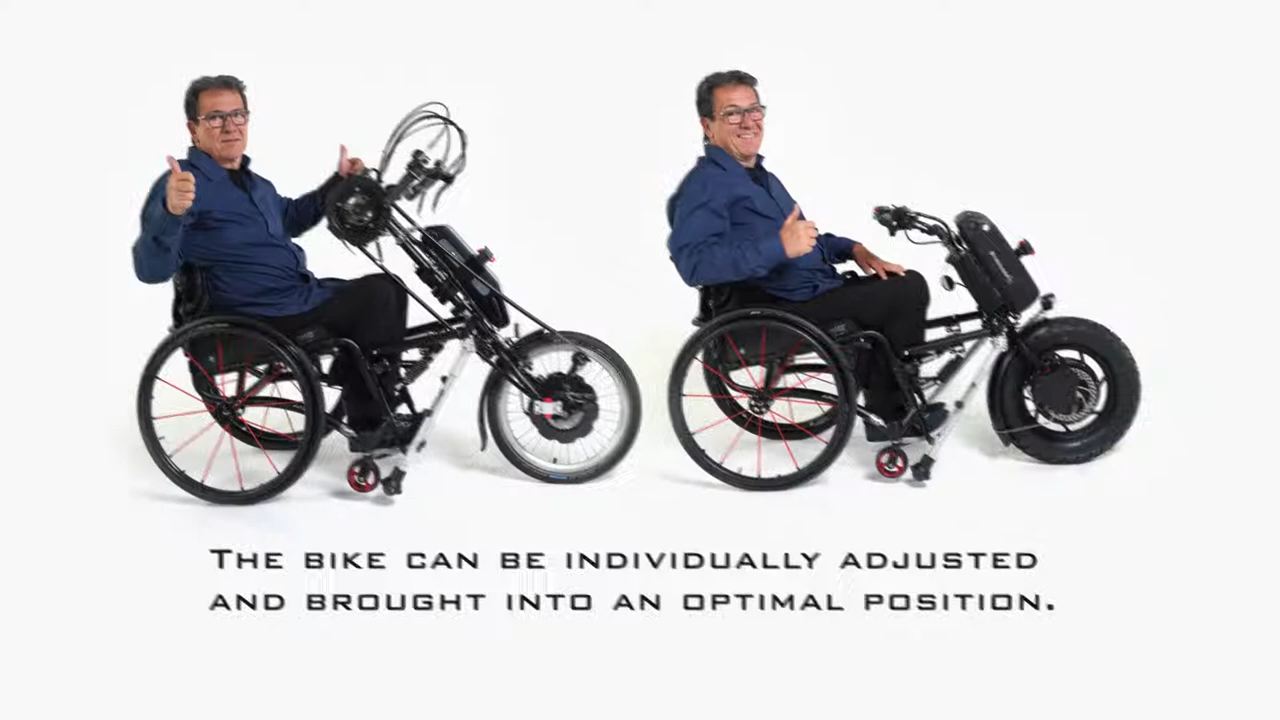 The bike can be individually adjusted
and brought into an optimal position.